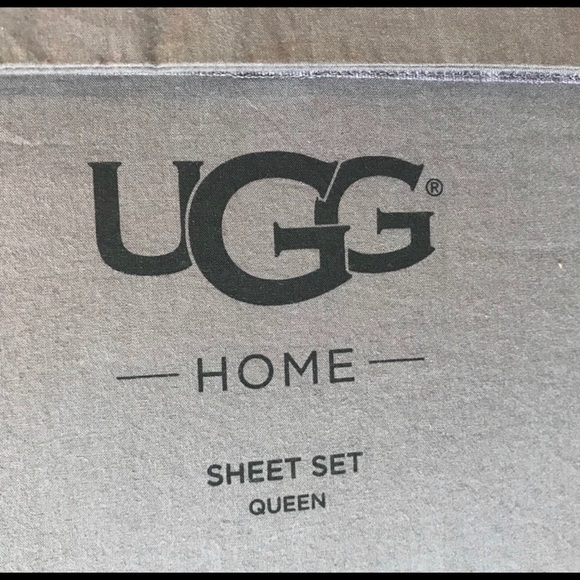 UGG®
— HOME —
SHEET SET
QUEEN